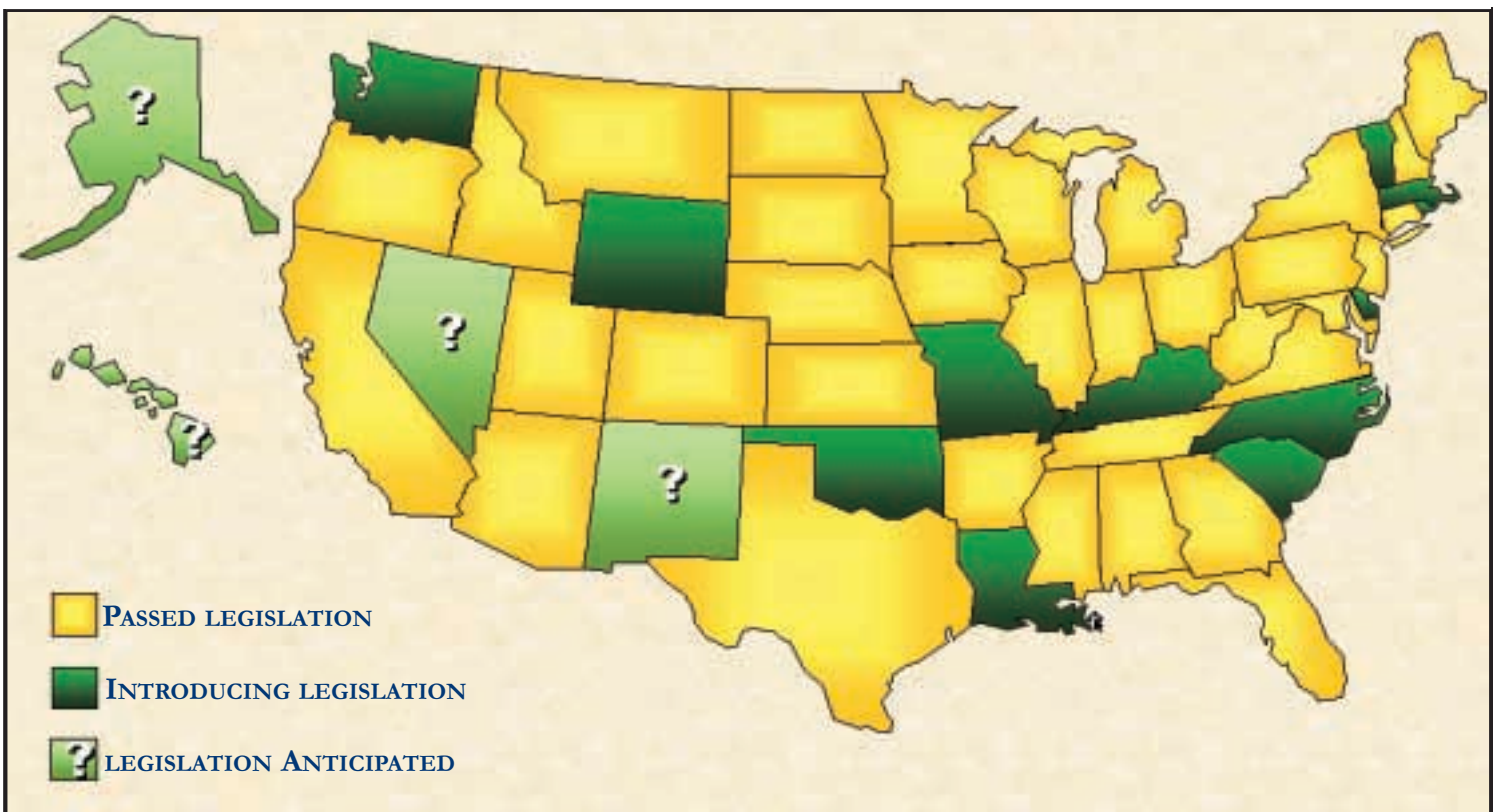 ?
?
?
?
PASSED LEGISLATION
INTRODUCING LEGISLATION
? LEGISLATION ANTICIPATED